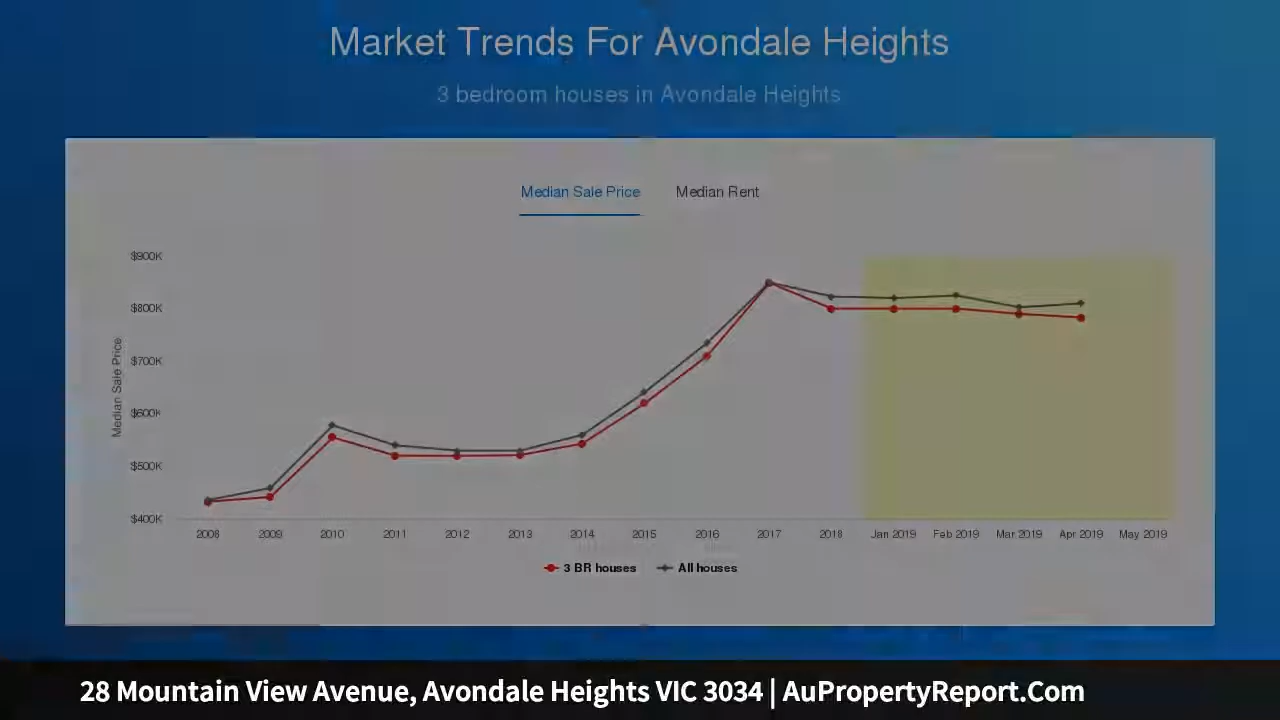 Market Trends For Avondale Heights
3 bedroom houses in Avondale Heights
Median Sale Price Median Rent
Median Sale Price
$900K
$800K
$700K
$600K
$500K
$400K
2008 2009 2010 2011 2012 2013 2014 2015 2016 2017 2018 Jan 2019 Feb 2019 Mar 2019 Apr 2019 May 2019
3 BR houses All houses
28 Mountain View Avenue, Avondale Heights VIC 3034 | AuPropertyReport.Com